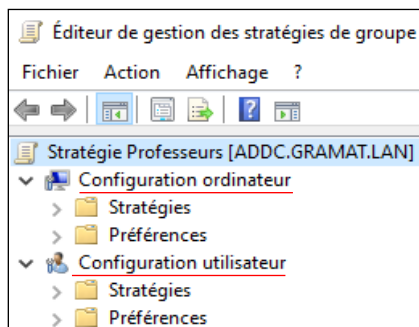 Éditeur de gestion des stratégies de groupe
Fichier Action Affichage ?
Stratégie Professeurs [ADDC.GRAMAT.LAN]
Configuration ordinateur
Stratégies
Préférences
Configuration utilisateur
Stratégies
Préférences